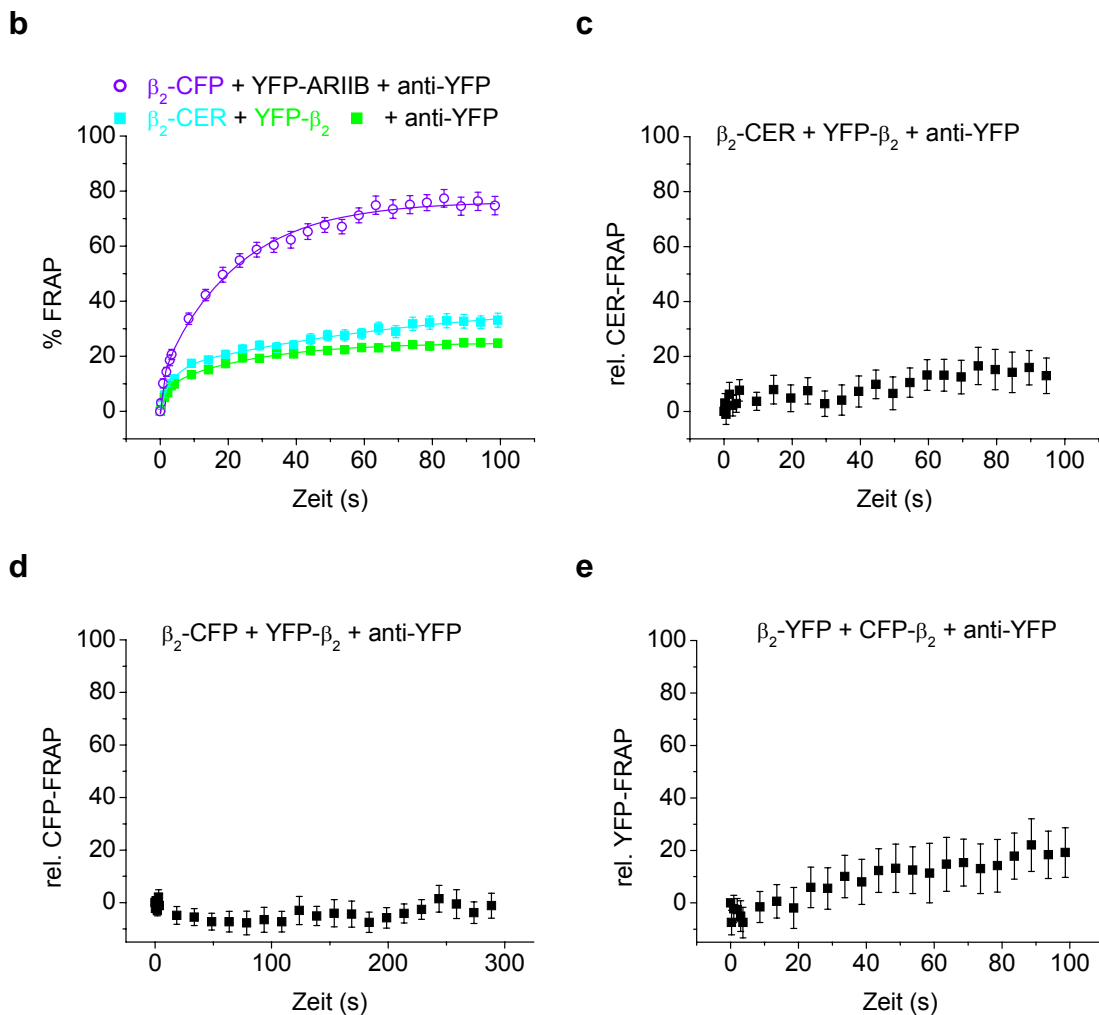 b
β₂-CFP + YFP-ARIIB + anti-YFP
β₂-CER + YFP-β₂ + anti-YFP
100
80
60
40
20
0
% FRAP
0 20 40 60 80 100
Zeit (s)
c
β₂-CER + YFP-β₂ + anti-YFP
100
80
60
40
20
0
rel. CER-FRAP
0 20 40 60 80 100
Zeit (s)
d
β₂-CFP + YFP-β₂ + anti-YFP
100
80
60
40
20
0
rel. CFP-FRAP
0 100 200 300
Zeit (s)
e
β₂-YFP + CFP-β₂ + anti-YFP
100
80
60
40
20
0
rel. YFP-FRAP
0 20 40 60 80 100
Zeit (s)